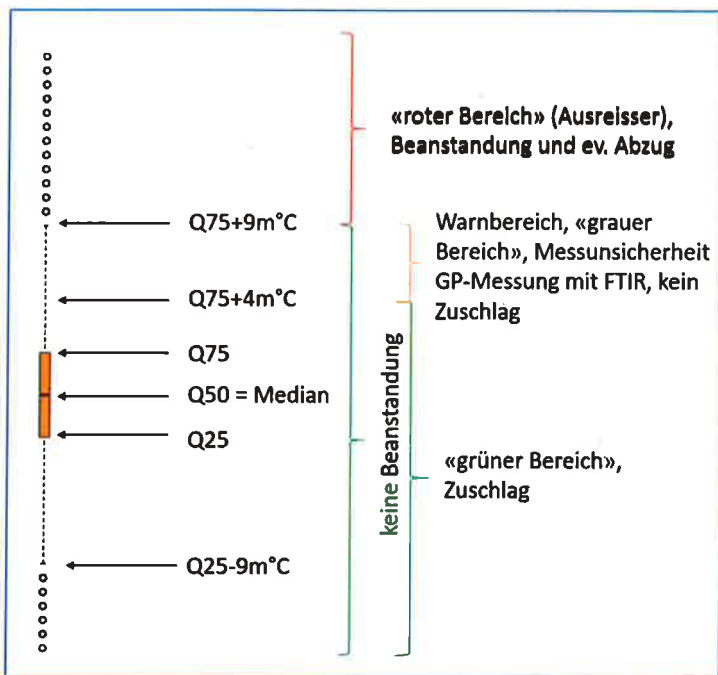 «roter Bereich» (Ausreisser),
Beanstandung und ev. Abzug
Q75+9m°C
Warnbereich, «grauer
Bereich», Messunsicherheit
GP-Messung mit FTIR, kein
Zuschlag
Q75+4m°C
Q75
Q50 = Median
Q25
keine Beanstandung
«grüner Bereich»,
Zuschlag
Q25-9m°C